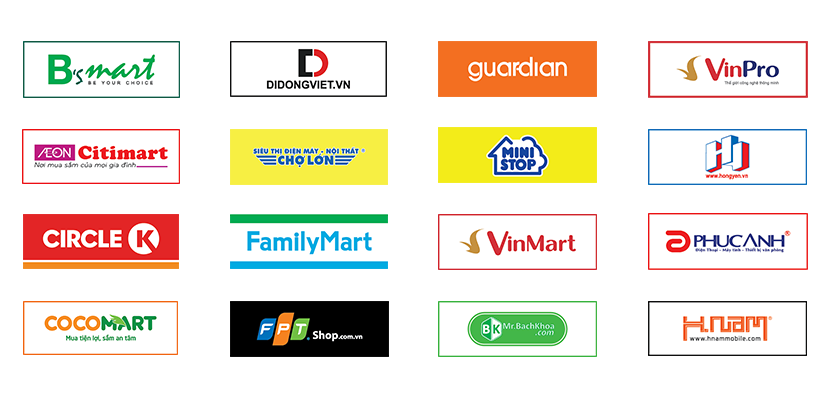 B's mart
BE YOUR CHOICE
DIDONGVIET.VN
guardian
VinPro
Thế giới công nghệ thông minh
ÆON Citimart
Nơi mua sắm của mọi gia đình
SIÊU THỊ ĐIỆN MÁY - NỘI THẤT ®
CHỢ LỚN
MINI
STOP
HY
www.hongyen.vn
CIRCLE K
FamilyMart
VinMart
PHUCANH®
Điện Thoại - Máy tính - Thiết bị văn phòng
COCOMART
Mua tiện lợi, sắm an tâm
FPT® Shop.com.vn
BK Mr.BachKhoa
.com
H.NAM®
www.hnammobile.com